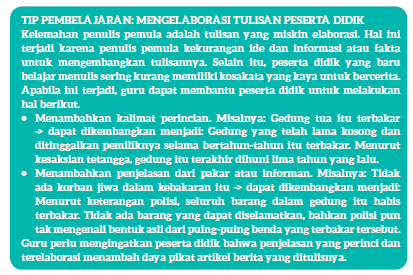 TIP PEMBELAJARAN: MENGELABORASI TULISAN PESERTA DIDIK
Kelemahan penulis pemula adalah tulisan yang miskin elaborasi. Hal ini
terjadi karena penulis pemula kekurangan ide dan informasi atau fakta
untuk mengembangkan tulisannya. Selain itu, peserta didik yang baru
belajar menulis sering kurang memiliki kosakata yang kaya untuk bercerita.
Apabila ini terjadi, guru dapat membantu peserta didik untuk melakukan
hal berikut.
● Menambahkan kalimat perincian. Misalnya: Gedung tua itu terbakar
-> dapat dikembangkan menjadi: Gedung yang telah lama kosong dan
ditinggalkan pemiliknya selama bertahun-tahun itu terbakar. Menurut
kesaksian tetangga, gedung itu terakhir dihuni lima tahun yang lalu.
● Menambahkan penjelasan dari pakar atau informan. Misalnya: Tidak
ada korban jiwa dalam kebakaran itu -> dapat dikembangkan menjadi:
Menurut keterangan polisi, seluruh barang dalam gedung itu habis
terbakar. Tidak ada barang yang dapat diselamatkan, bahkan polisi pun
tak mengenali bentuk asli dari puing-puing benda yang terbakar tersebut.
Guru perlu mengingatkan peserta didik bahwa penjelasan yang perinci dan
terelaborasi menambah daya pikat artikel berita yang ditulisnya.